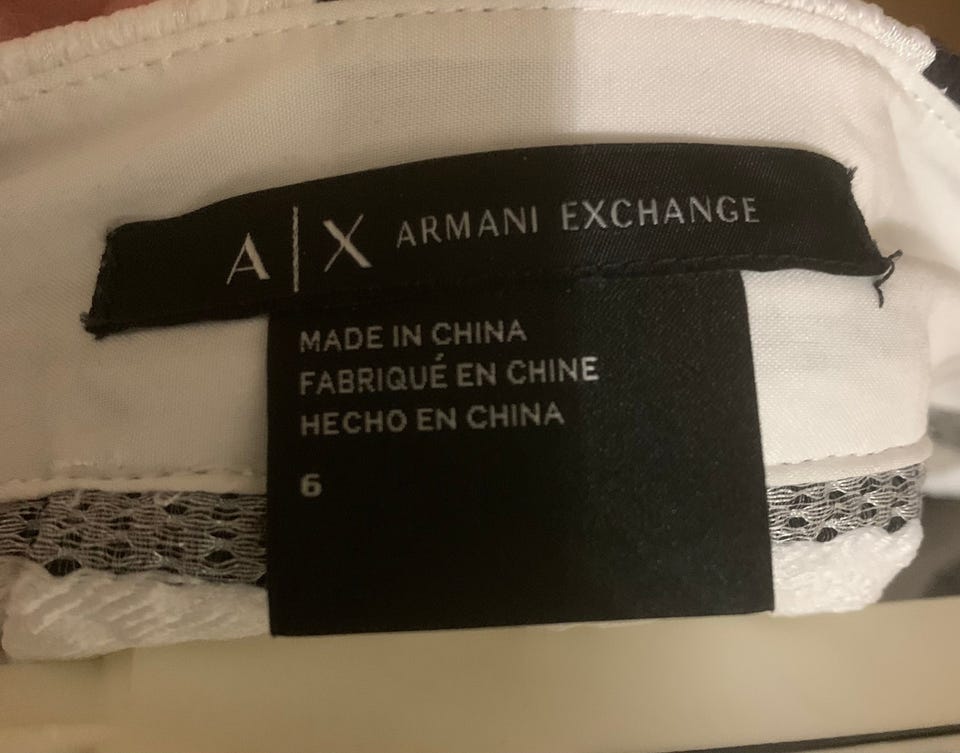 A|X ARMANI EXCHANGE
MADE IN CHINA
FABRIQUÉ EN CHINE
HECHO EN CHINA
6